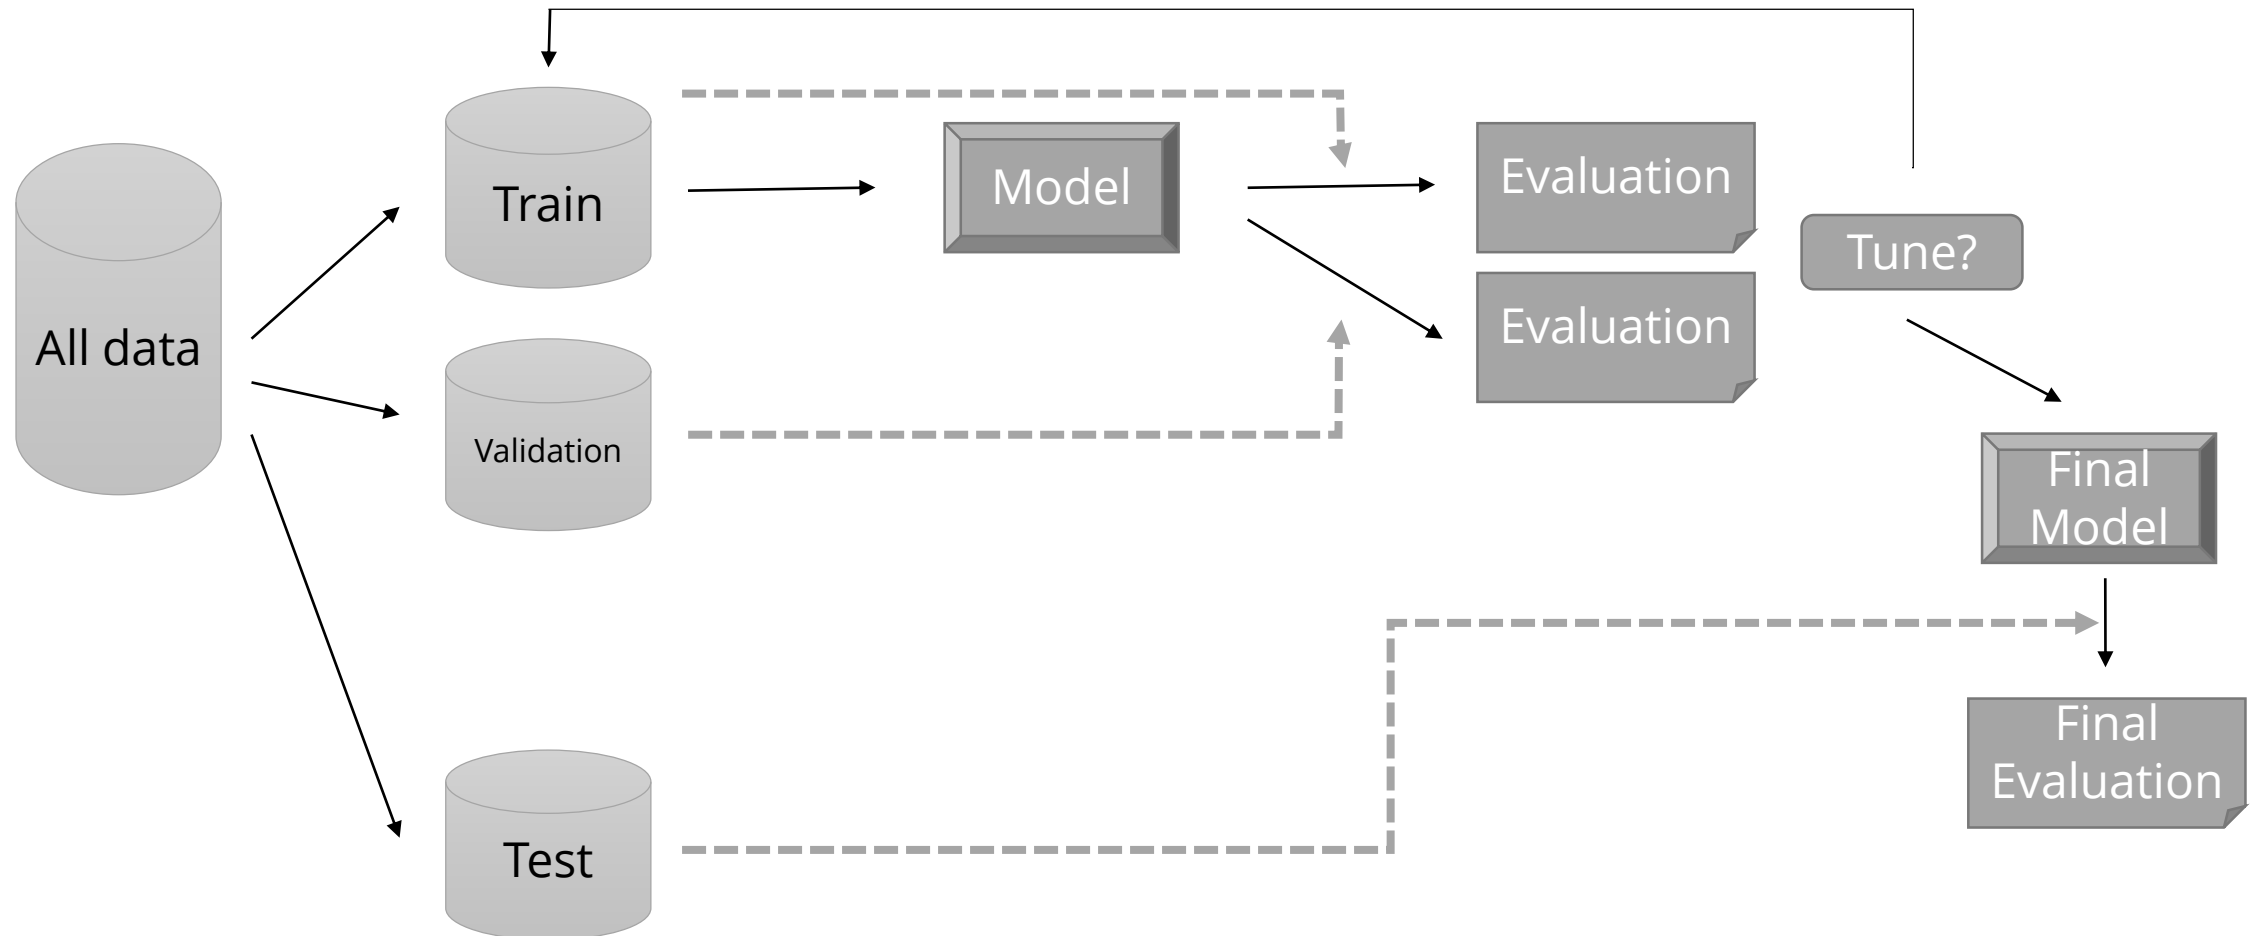 All data
Train
Validation
Test
Model
Evaluation
Evaluation
Tune?
Final
Model
Final
Evaluation